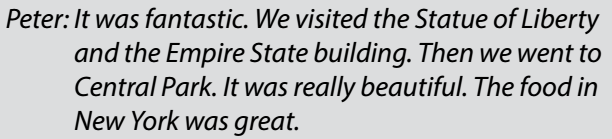 Peter: It was fantastic. We visited the Statue of Liberty
and the Empire State building. Then we went to
Central Park. It was really beautiful. The food in
New York was great.